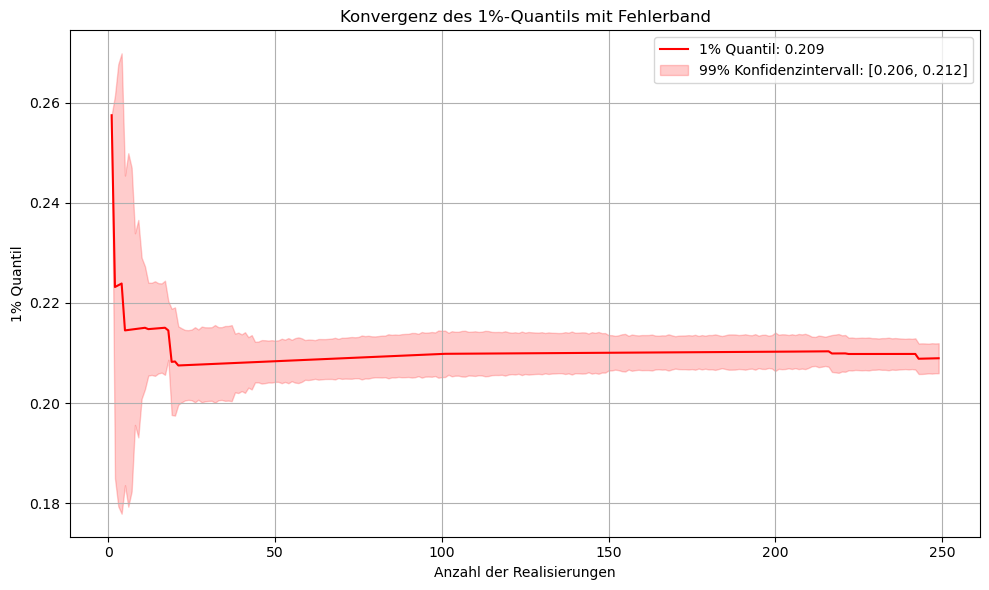 Konvergenz des 1%-Quantils mit Fehlerband
1% Quantil: 0.209
99% Konfidenzintervall: [0.206, 0.212]
1% Quantil
0.26
0.24
0.22
0.20
0.18
0
50
100
150
200
250
Anzahl der Realisierungen